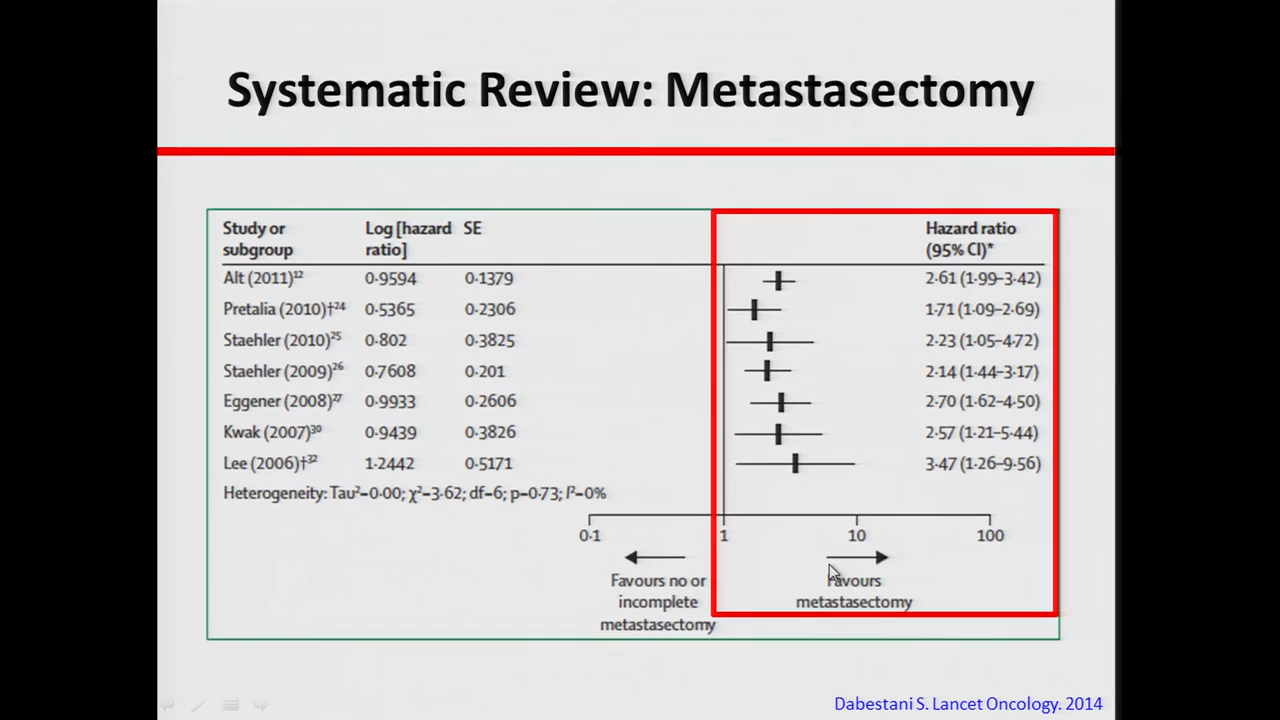 Systematic Review: Metastasectomy
Study or subgroup Log [hazard ratio] SE Hazard ratio (95% CI)*
Alt (2011)¹² 0·9594 0·1379 2·61 (1·99–3·42)
Pretalia (2010)†²⁴ 0·5365 0·2306 1·71 (1·09–2·69)
Staehler (2010)²⁵ 0·802 0·3825 2·23 (1·05–4·72)
Staehler (2009)²⁶ 0·7608 0·201 2·14 (1·44–3·17)
Eggener (2008)²⁷ 0·9933 0·2606 2·70 (1·62–4·50)
Kwak (2007)³⁰ 0·9439 0·3826 2·57 (1·21–5·44)
Lee (2006)†³² 1·2442 0·5171 3·47 (1·26–9·56)
Heterogeneity: Tau²=0·00; χ²=3·62; df=6; p=0·73; I²=0%
0·1 1 10 100
Favours no or incomplete metastasectomy
Favours metastasectomy
Dabestani S. Lancet Oncology. 2014